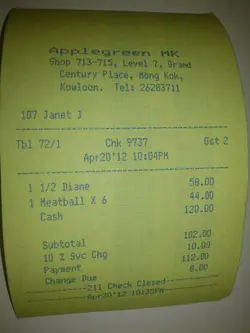 Applegreen MK
Shop 713-715, Level 7, Grand
Century Place, Mong Kok,
Kowloon. Tel: 26283711
107 Janet J
Tbl 72/1 Chk 9737 Gst 2
Apr20'12 10:04PM
1 1/2 Diane 58.00
1 Meatball X 6 44.00
Cash 120.00
Subtotal 102.00
10 % Svc Chg 10.00
Payment 112.00
Change Due 8.00
211 Check Closed
Apr20'12 10:35PM